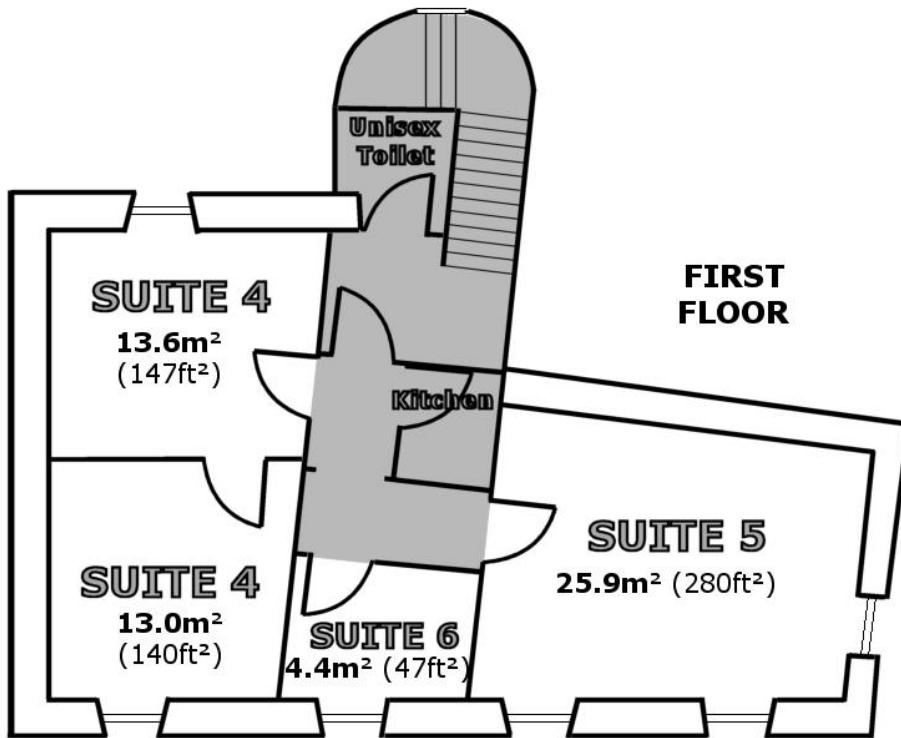 Unisex
Toilet
SUITE 4
13.6m²
(147ft²)
FIRST
FLOOR
Kitchen
SUITE 5
25.9m² (280ft²)
SUITE 4
13.0m²
(140ft²)
SUITE 6
4.4m² (47ft²)